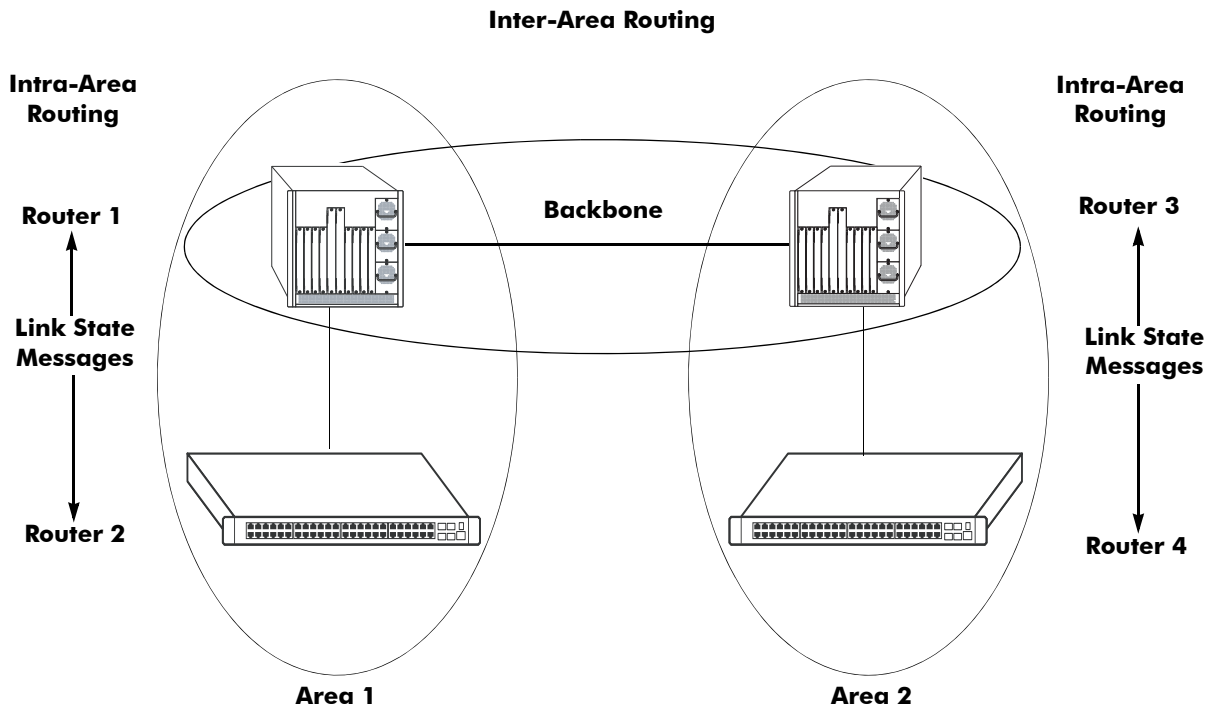 Inter-Area Routing
Intra-Area
Routing
Intra-Area
Routing
Router 1
Backbone
Router 3
Link State
Messages
Link State
Messages
Router 2
Router 4
Area 1
Area 2